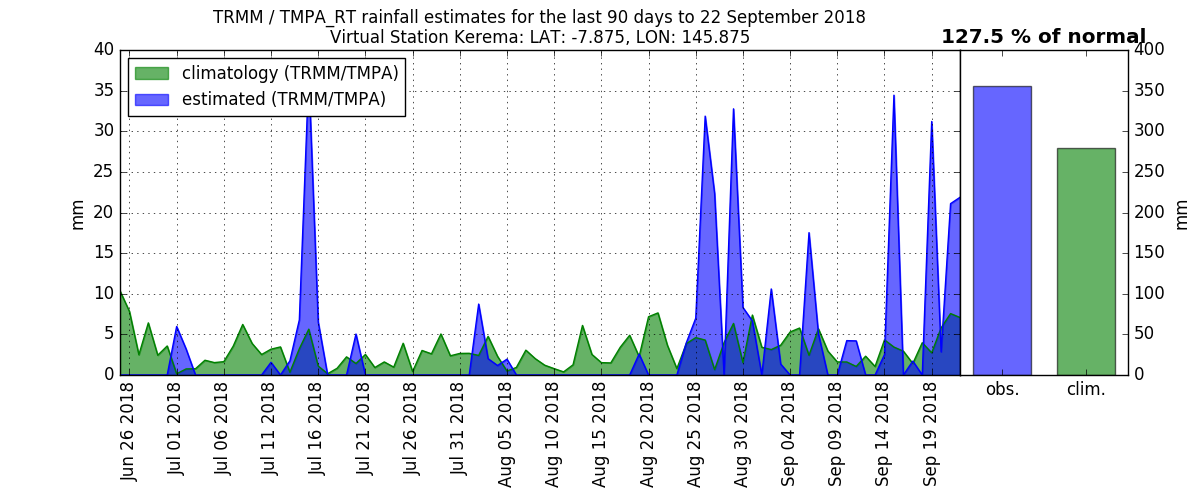 TRMM / TMPA_RT rainfall estimates for the last 90 days to 22 September 2018
Virtual Station Kerema: LAT: -7.875, LON: 145.875
127.5 % of normal
climatology (TRMM/TMPA)
estimated (TRMM/TMPA)
mm
40
35
30
25
20
15
10
5
0
Jun 26 2018
Jul 01 2018
Jul 06 2018
Jul 11 2018
Jul 16 2018
Jul 21 2018
Jul 26 2018
Jul 31 2018
Aug 05 2018
Aug 10 2018
Aug 15 2018
Aug 20 2018
Aug 25 2018
Aug 30 2018
Sep 04 2018
Sep 09 2018
Sep 14 2018
Sep 19 2018
obs.
clim.
400
350
300
250
200
150
100
50
0
mm